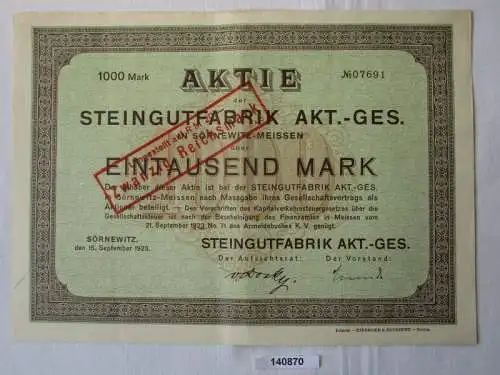 1000 Mark
AKTIE
№07691
der
STEINGUTFABRIK AKT.-GES.
IN SÖRNEWITZ-MEISSEN
über
EINTAUSEND MARK
Zwanzig Reichsmark
Der Inhaber dieser Aktie ist bei der STEINGUTFABRIK AKT.-GES.
in Sörnewitz-Meissen nach Massgabe ihres Gesellschaftsvertrags als
Aktionär beteiligt. – Den Vorschriften des Kapitalverkehrsteuergesetzes über die
Gesellschaftssteuer ist nach der Bescheinigung des Finanzamtes in Meissen vom
21. September 1923 No. 71 des Anmeldebuches K. V. genügt.
SÖRNEWITZ,
den 15. September 1923.
STEINGUTFABRIK AKT.-GES.
Der Aufsichtsrat:
Der Vorstand:
140870